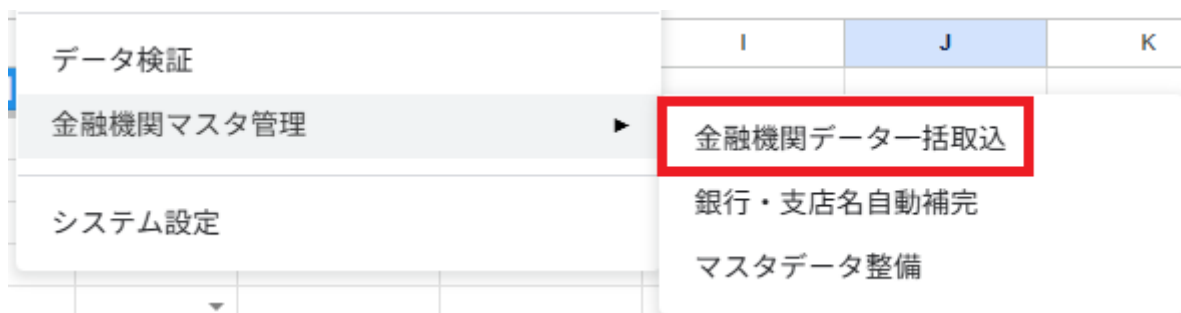 I J K
データ検証
金融機関マスタ管理 ▶
金融機関データ一括取込
銀行・支店名自動補完
システム設定
マスタデータ整備